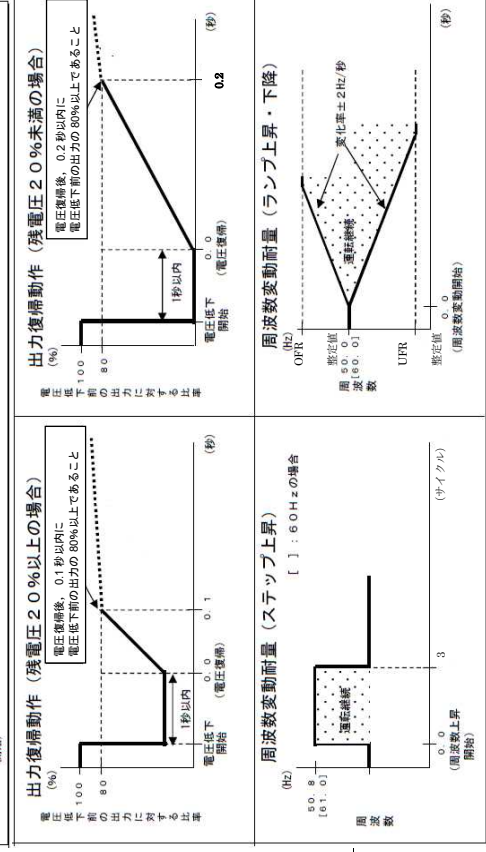 出力復帰動作（残電圧２０％以上の場合）
(%)
100
80
電圧低下前の出力に対する比率
電圧復帰後， 0.1 秒以内に
電圧低下前の出力の 80%以上であること
1秒以内
電圧低下
開始
0.0
(電圧復帰)
0.1
(秒)
出力復帰動作（残電圧２０％未満の場合）
(%)
100
80
電圧低下前の出力に対する比率
電圧復帰後， 0.2 秒以内に
電圧低下前の出力の 80%以上であること
1秒以内
電圧低下
開始
0.0
(電圧復帰)
0.2
(秒)
周波数変動耐量（ステップ上昇）
[ ]：60Hzの場合
(Hz)
50.8
[61.0]
周波数
運転継続
0.0
(周波数上昇
開始)
3
(サイクル)
周波数変動耐量（ランプ上昇・下降）
(Hz)
OFR
整定値
50.0
[60.0]
周波数
UFR
整定値
運転継続
変化率±2Hz/秒
0.0
(周波数変動開始)
(秒)